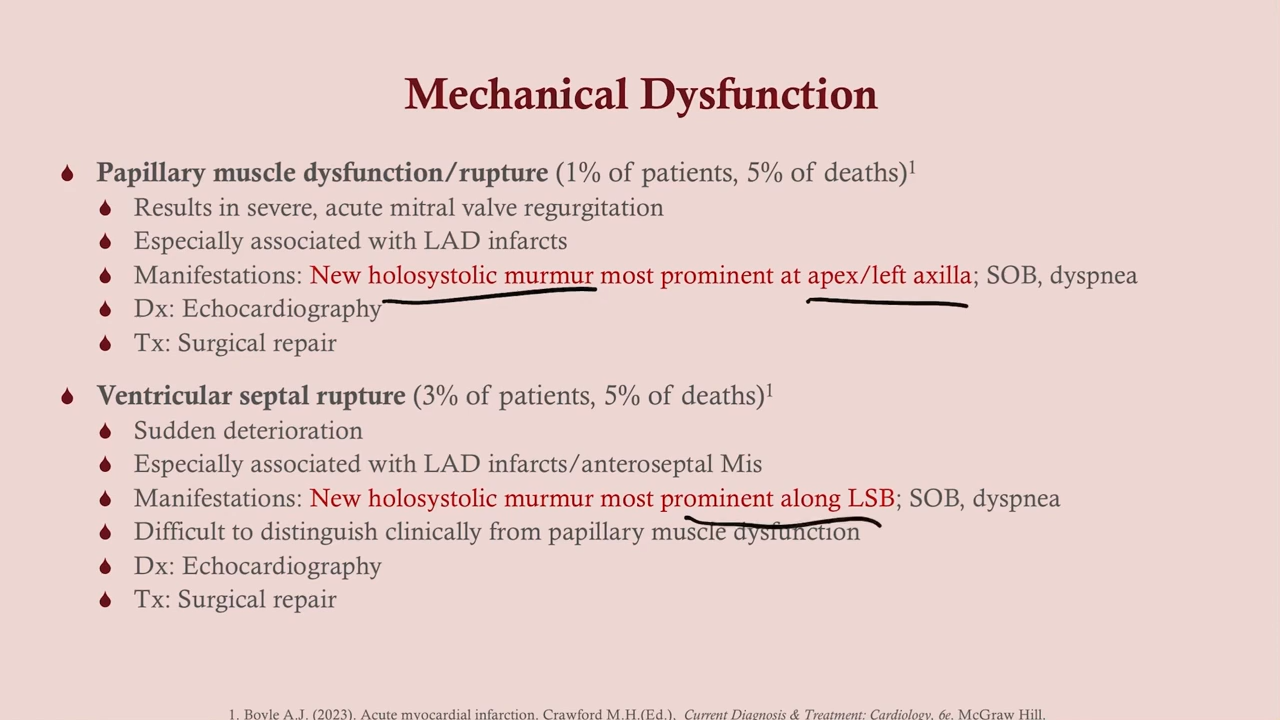 Mechanical Dysfunction
Papillary muscle dysfunction/rupture (1% of patients, 5% of deaths)1
Results in severe, acute mitral valve regurgitation
Especially associated with LAD infarcts
Manifestations: New holosystolic murmur most prominent at apex/left axilla; SOB, dyspnea
Dx: Echocardiography
Tx: Surgical repair
Ventricular septal rupture (3% of patients, 5% of deaths)1
Sudden deterioration
Especially associated with LAD infarcts/anteroseptal Mis
Manifestations: New holosystolic murmur most prominent along LSB; SOB, dyspnea
Difficult to distinguish clinically from papillary muscle dysfunction
Dx: Echocardiography
Tx: Surgical repair
1. Boyle A.J. (2023). Acute myocardial infarction. Crawford M.H.(Ed.), Current Diagnosis & Treatment: Cardiology, 6e. McGraw Hill.